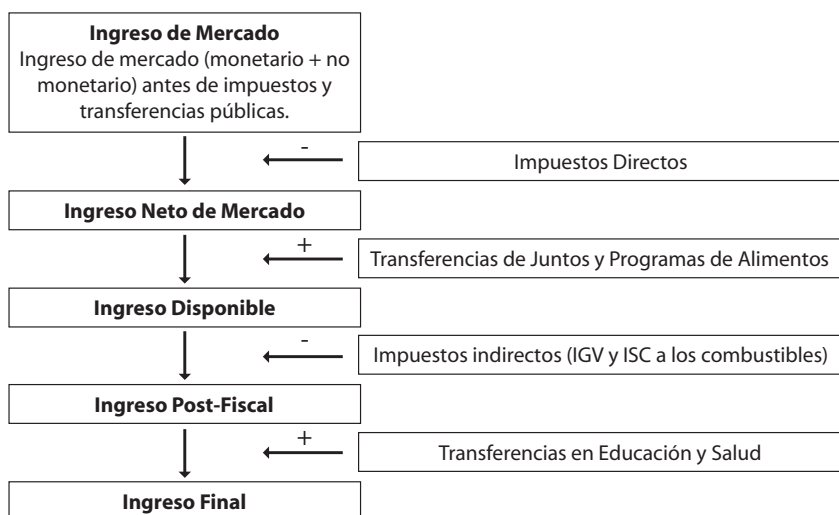 Ingreso de Mercado
Ingreso de mercado (monetario + no
monetario) antes de impuestos y
transferencias públicas.
-
Impuestos Directos
Ingreso Neto de Mercado
+
Transferencias de Juntos y Programas de Alimentos
Ingreso Disponible
-
Impuestos indirectos (IGV y ISC a los combustibles)
Ingreso Post-Fiscal
+
Transferencias en Educación y Salud
Ingreso Final